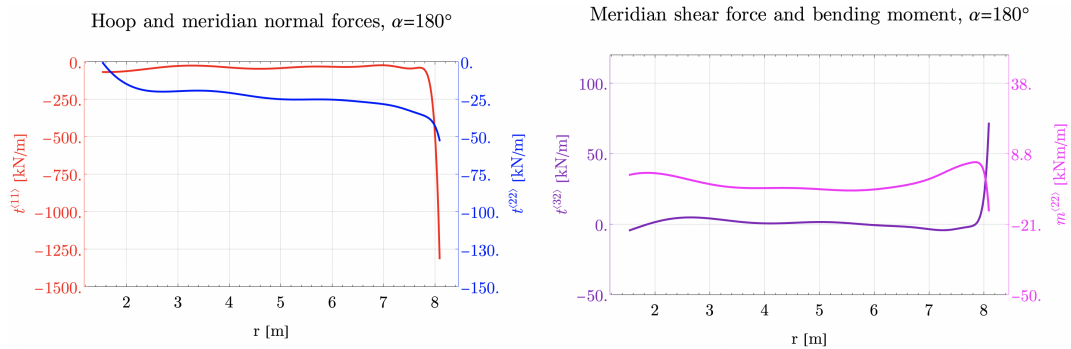 Hoop and meridian normal forces, α=180°
0.
−250.
−500.
−750.
−1000.
−1250.
−1500.
t⟨11⟩ [kN/m]
0.
−25.
−50.
−75.
−100.
−130.
−150.
t⟨22⟩ [kN/m]
2 3 4 5 6 7 8
r [m]
Meridian shear force and bending moment, α=180°
100.
50.
0.
−50.
t⟨32⟩ [kN/m]
38.
8.8
−21.
−50.
m⟨22⟩ [kNm/m]
2 3 4 5 6 7 8
r [m]